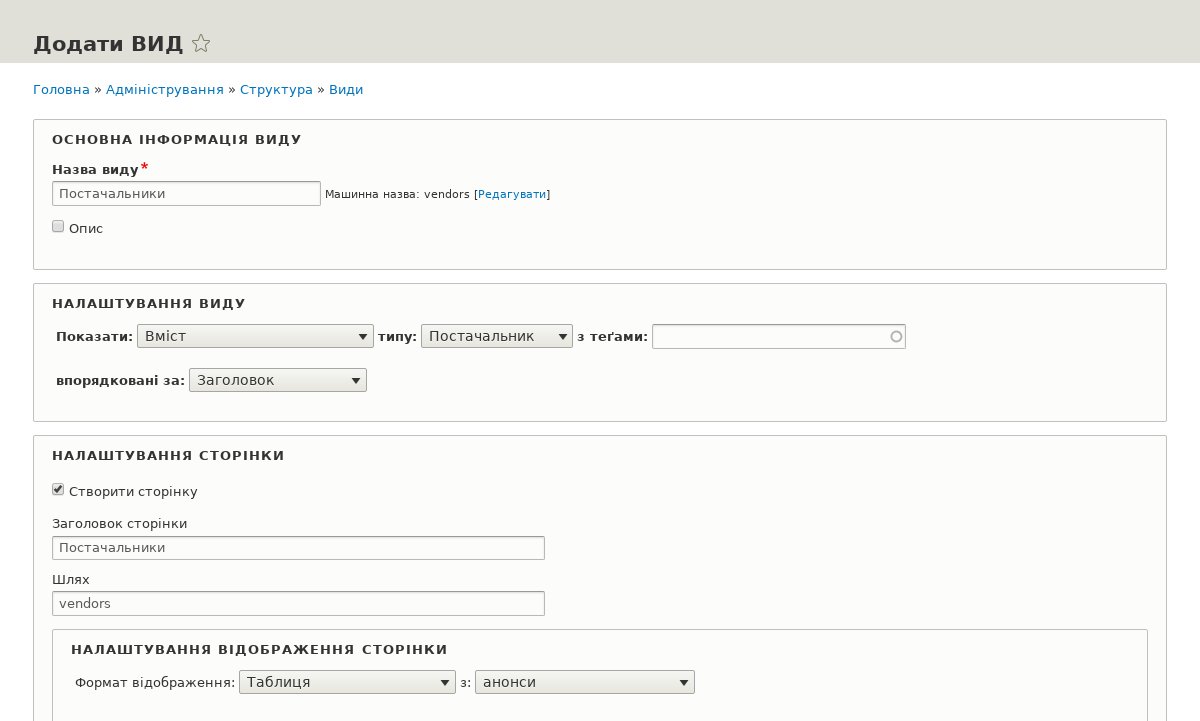 Додати ВИД
Головна » Адміністрування » Структура » Види
ОСНОВНА ІНФОРМАЦІЯ ВИДУ
Назва виду*
Постачальники Машинна назва: vendors [Редагувати]
Опис
НАЛАШТУВАННЯ ВИДУ
Показати: Вміст типу: Постачальник з теґами:
впорядковані за: Заголовок
НАЛАШТУВАННЯ СТОРІНКИ
Створити сторінку
Заголовок сторінки
Постачальники
Шлях
vendors
НАЛАШТУВАННЯ ВІДОБРАЖЕННЯ СТОРІНКИ
Формат відображення: Таблиця з: анонси